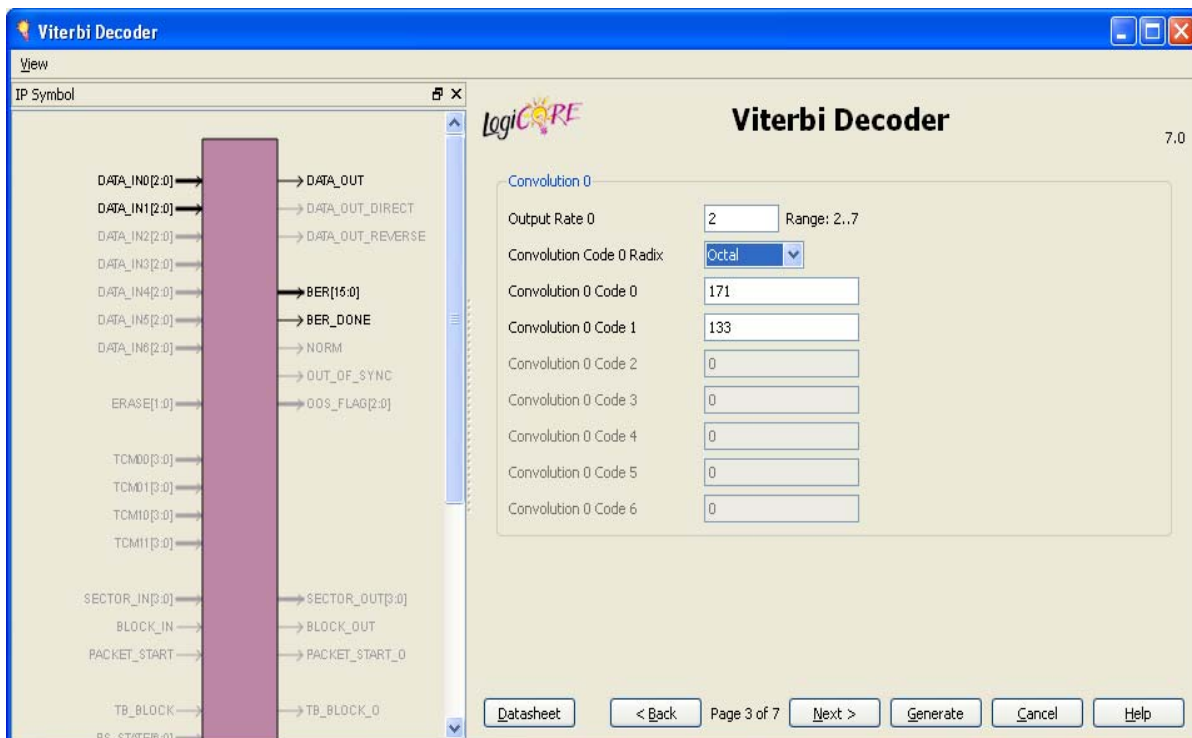 Viterbi Decoder
View
IP Symbol
DATA_IN0[2:0]
DATA_IN1[2:0]
DATA_IN2[2:0]
DATA_IN3[2:0]
DATA_IN4[2:0]
DATA_IN5[2:0]
DATA_IN6[2:0]
ERASE[1:0]
TCM00[3:0]
TCM01[3:0]
TCM10[3:0]
TCM11[3:0]
SECTOR_IN[3:0]
BLOCK_IN
PACKET_START
TB_BLOCK
DATA_OUT
DATA_OUT_DIRECT
DATA_OUT_REVERSE
BER[15:0]
BER_DONE
NORM
OUT_OF_SYNC
OOS_FLAG[2:0]
SECTOR_OUT[3:0]
BLOCK_OUT
PACKET_START_O
TB_BLOCK_O
LogiCORE
Viterbi Decoder
7.0
Convolution 0
Output Rate 0 2 Range: 2..7
Convolution Code 0 Radix Octal
Convolution 0 Code 0 171
Convolution 0 Code 1 133
Convolution 0 Code 2 0
Convolution 0 Code 3 0
Convolution 0 Code 4 0
Convolution 0 Code 5 0
Convolution 0 Code 6 0
Datasheet < Back Page 3 of 7 Next > Generate Cancel Help